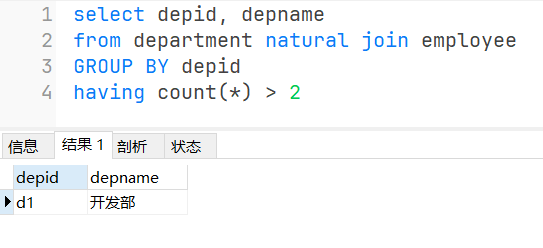 1 select depid, depname
2 from department natural join employee
3 GROUP BY depid
4 having count(*) > 2
信息 结果 1 剖析 状态
depid depname
d1 开发部